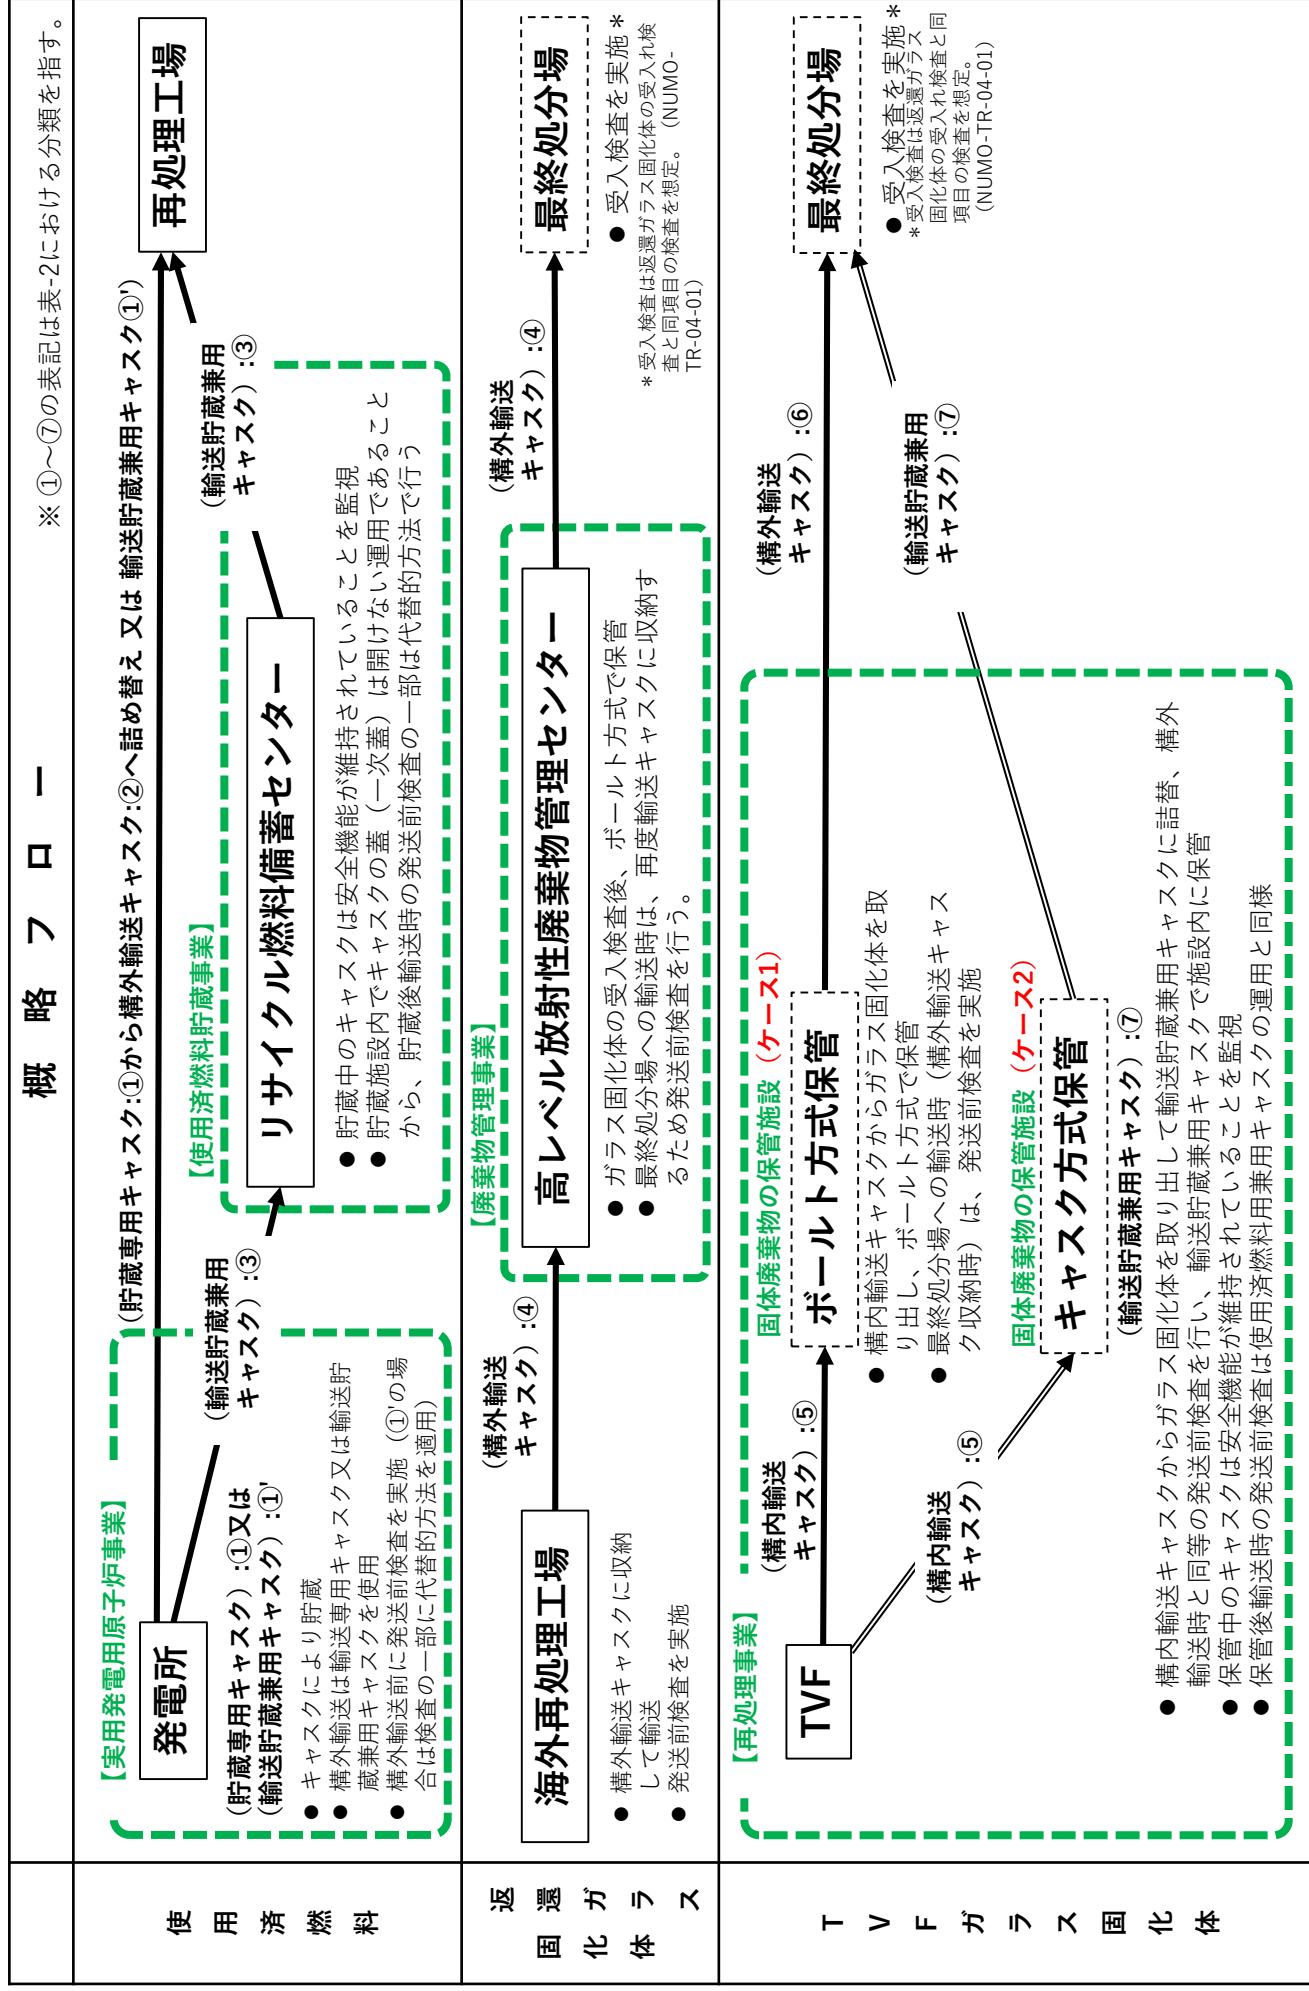 概略フロー
※ ①～⑦の表記は表-2における分類を指す。
使用済燃料
【実用発電用原子炉事業】
発電所
（貯蔵専用キャスク）:①又は
（輸送貯蔵兼用キャスク）:①'
● キャスクにより貯蔵
● 構外輸送は輸送専用キャスク又は輸送貯
蔵兼用キャスクを使用
● 構外輸送前に発送前検査を実施（①'の場
合は検査の一部に代替的方法を適用）
（貯蔵専用キャスク:①から構外輸送キャスク:②へ詰め替え 又は 輸送貯蔵兼用キャスク①'）
（輸送貯蔵兼用
キャスク）:③
【使用済燃料貯蔵事業】
リサイクル燃料備蓄センター
● 貯蔵中のキャスクは安全機能が維持されていることを監視
● 貯蔵施設内でキャスクの蓋（一次蓋）は開けない運用であること
から、貯蔵後輸送時の発送前検査の一部は代替的方法で行う
（輸送貯蔵兼用
キャスク）:③
再処理工場
返還ガラス
固化体
海外再処理工場
● 構外輸送キャスクに収納
して輸送
● 発送前検査を実施
（構外輸送
キャスク）:④
【廃棄物管理事業】
高レベル放射性廃棄物管理センター
● ガラス固化体の受入検査後、ボールト方式で保管
● 最終処分場への輸送時は、再度輸送キャスクに収納す
るため発送前検査を行う。
（構外輸送
キャスク）:④
最終処分場
● 受入検査を実施＊
＊受入検査は返還ガラス固化体の受入れ検
査と同項目の検査を想定。（NUMO-
TR-04-01）
TVFガラス固化体
【再処理事業】
TVF
（構内輸送
キャスク）:⑤
（構内輸送
キャスク）:⑤
固体廃棄物の保管施設（ケース1）
ボールト方式保管
● 構内輸送キャスクからガラス固化体を取
り出し、ボールト方式で保管
● 最終処分場への輸送時（構外輸送キャス
ク収納時）は、発送前検査を実施
固体廃棄物の保管施設（ケース2）
キャスク方式保管
（輸送貯蔵兼用キャスク）:⑦
● 構内輸送キャスクからガラス固化体を取り出して輸送貯蔵兼用キャスクに詰替、構外
輸送時と同等の発送前検査を行い、輸送貯蔵兼用キャスクで施設内に保管
● 保管中のキャスクは安全機能が維持されていることを監視
● 保管後輸送時の発送前検査は使用済燃料用兼用キャスクの運用と同様
（構外輸送
キャスク）:⑥
（輸送貯蔵兼用
キャスク）:⑦
最終処分場
● 受入検査を実施＊
＊受入検査は返還ガラス
固化体の受入れ検査と同
項目の検査を想定。
（NUMO-TR-04-01）